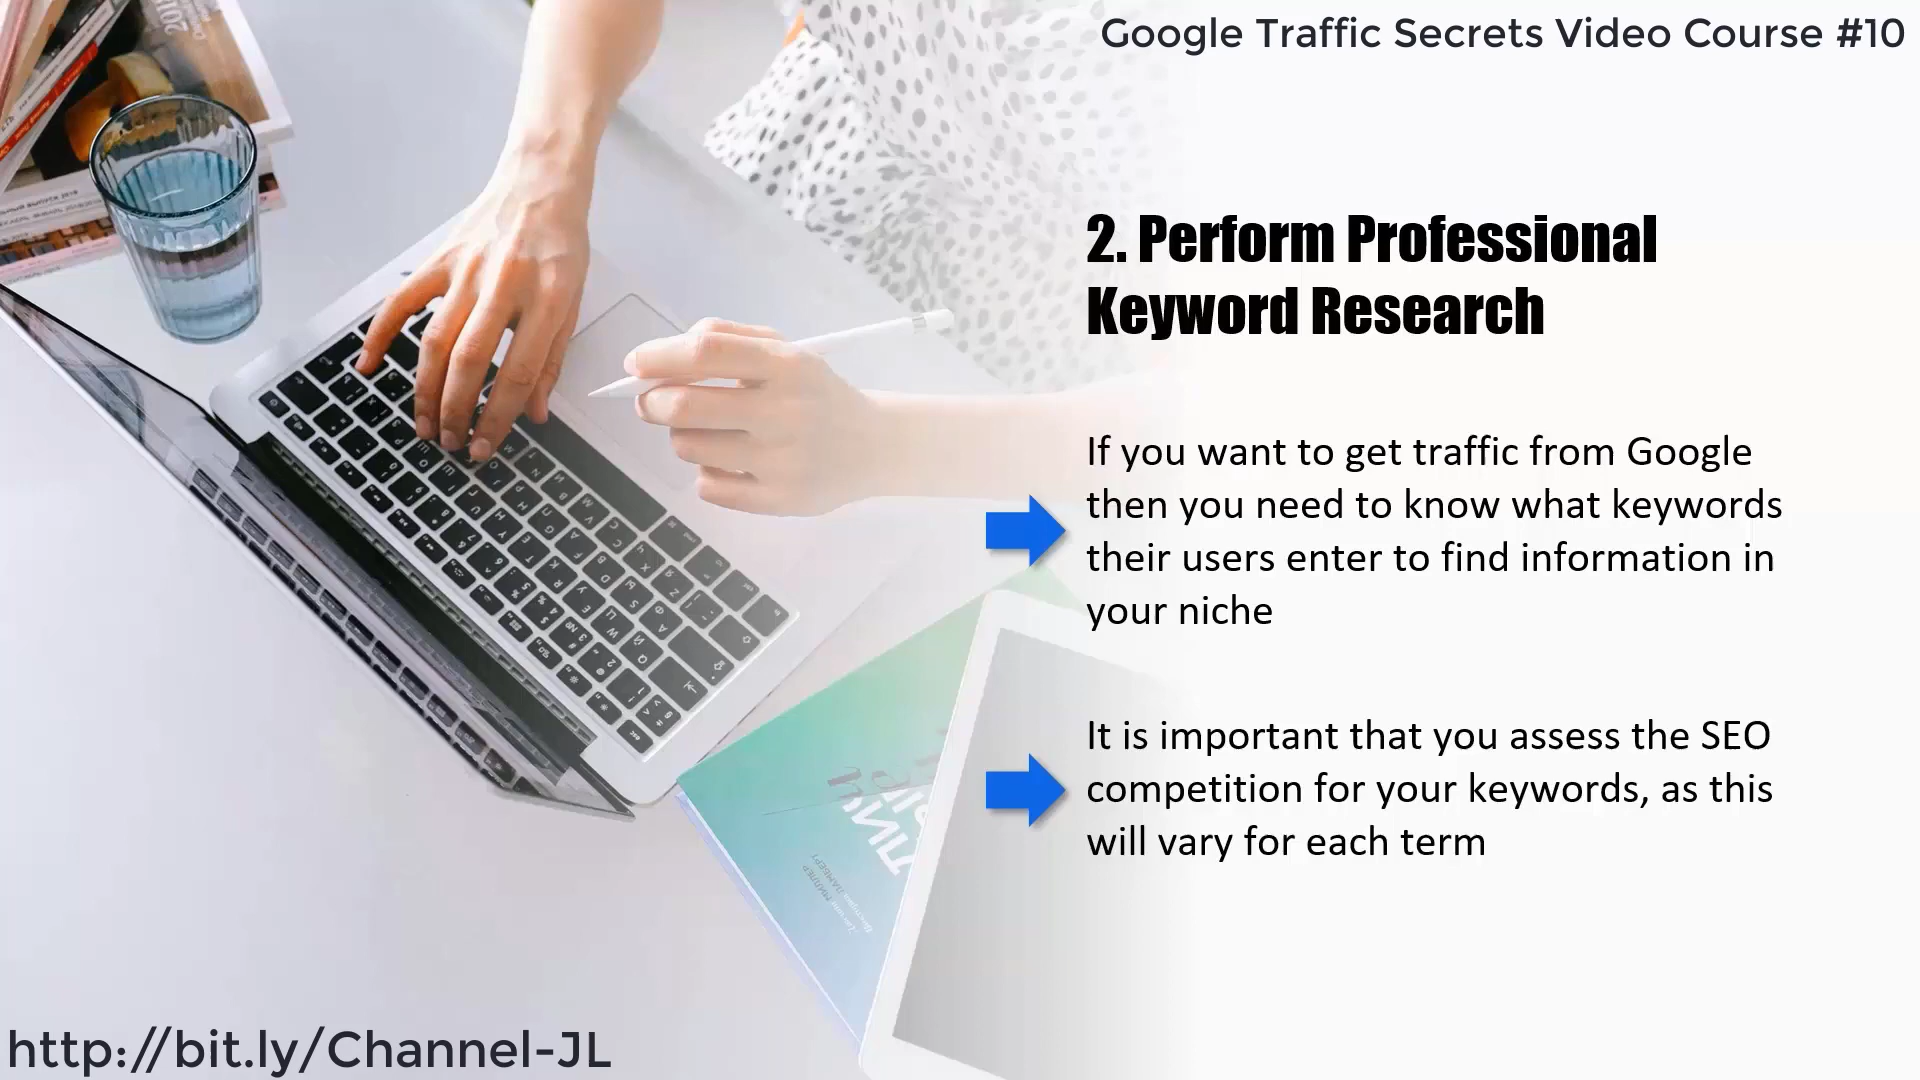 Google Traffic Secrets Video Course #10
2. Perform Professional
Keyword Research
If you want to get traffic from Google
then you need to know what keywords
their users enter to find information in
your niche
It is important that you assess the SEO
competition for your keywords, as this
will vary for each term
http://bit.ly/Channel-JL